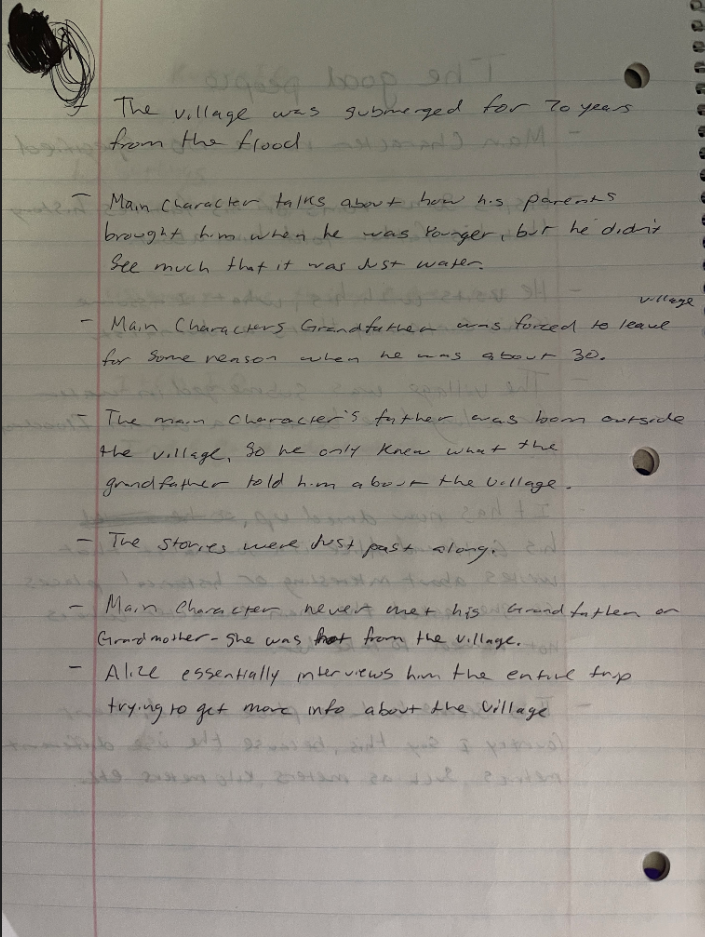 The village was submerged for 70 years
from the flood
- Main Character talks about how his parents
brought him when he was younger, but he didn't
See much that it was Just water.
village
- Main Characters Grandfather was forced to leave
for some reason when he was about 30.
- The main character's father was born outside
the village, So he only knew what the
grandfather told him about the village.
- The stories were Just past along.
- Main Character never met his Grandfather or
Grandmother - She was not from the village.
- Alice essentially interviews him the entire trip
trying to get more info about the village